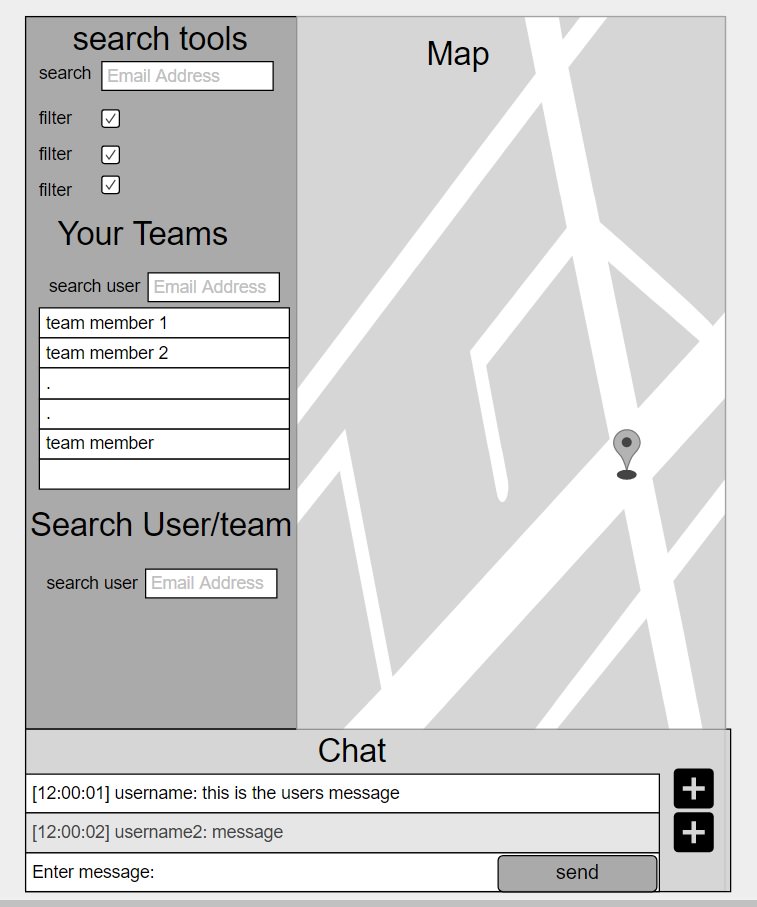 search tools
search Email Address
filter
filter
filter
Your Teams
search user Email Address
team member 1
team member 2
.
.
team member
Search User/team
search user Email Address
Map
Chat
[12:00:01] username: this is the users message
[12:00:02] username2: message
Enter message: send